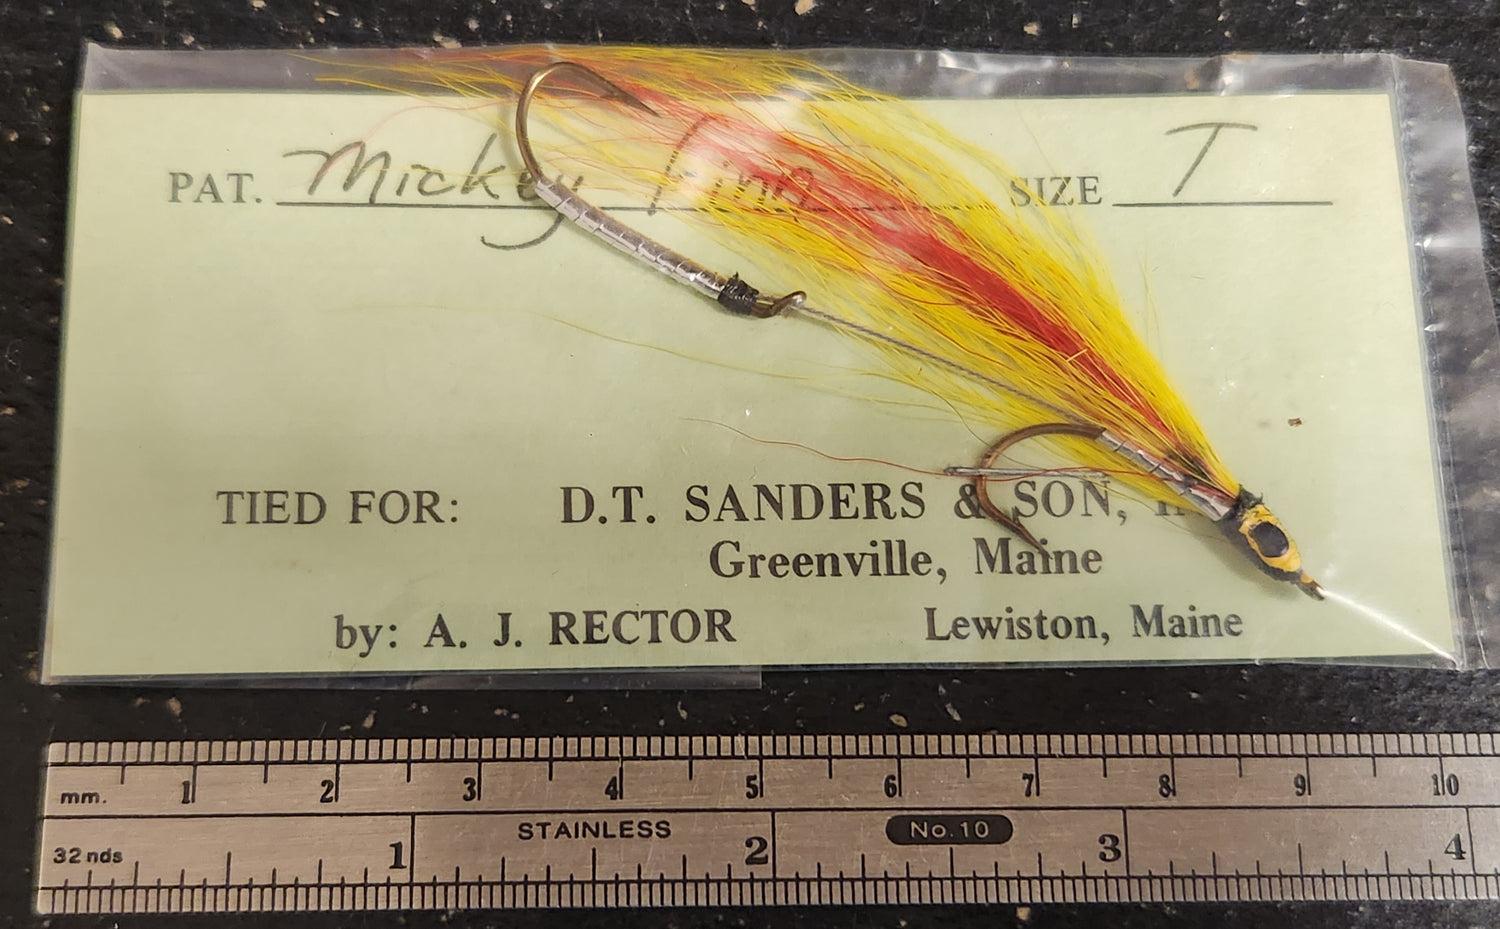 PAT. Mickey Finn SIZE T
TIED FOR: D.T. SANDERS & SON,
Greenville, Maine
by: A. J. RECTOR Lewiston, Maine
mm. 1 2 3 4 5 6 7 8 9 10
STAINLESS No.10
32 nds 1 2 3 4